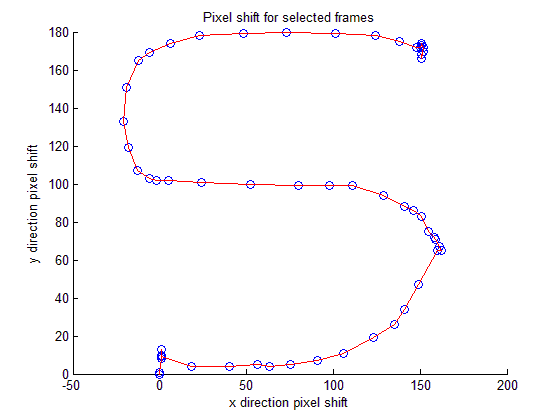 Pixel shift for selected frames
180
160
140
120
100
80
60
40
20
0
y direction pixel shift
-50 0 50 100 150 200
x direction pixel shift